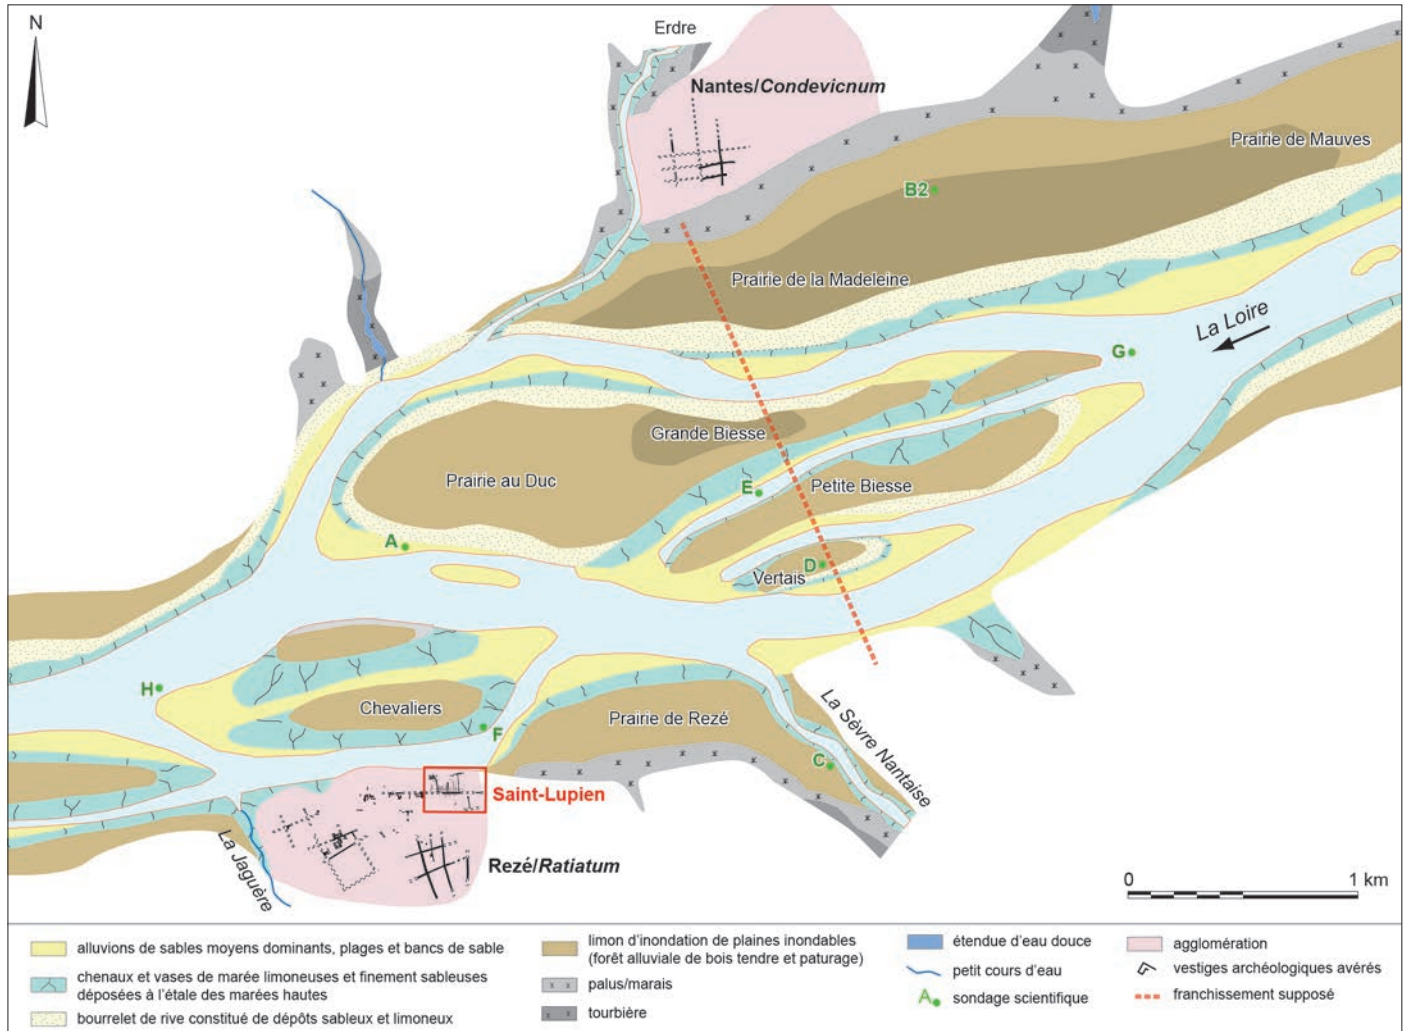 N
Erdre
Nantes/Condevicnum
Prairie de Mauves
B2
Prairie de la Madeleine
La Loire
G
Grande Biesse
Prairie au Duc
E
Petite Biesse
A
D
Vertais
H
Chevaliers
F
Prairie de Rezé
La Sèvre Nantaise
C
Saint-Lupien
La Jaguère
Rezé/Ratiatum
0 1 km
alluvions de sables moyens dominants, plages et bancs de sable
chenaux et vases de marée limoneuses et finement sableuses
déposées à l'étale des marées hautes
bourrelet de rive constitué de dépôts sableux et limoneux
limon d'inondation de plaines inondables
(forêt alluviale de bois tendre et paturage)
palus/marais
tourbière
étendue d'eau douce
petit cours d'eau
A sondage scientifique
agglomération
vestiges archéologiques avérés
franchissement supposé